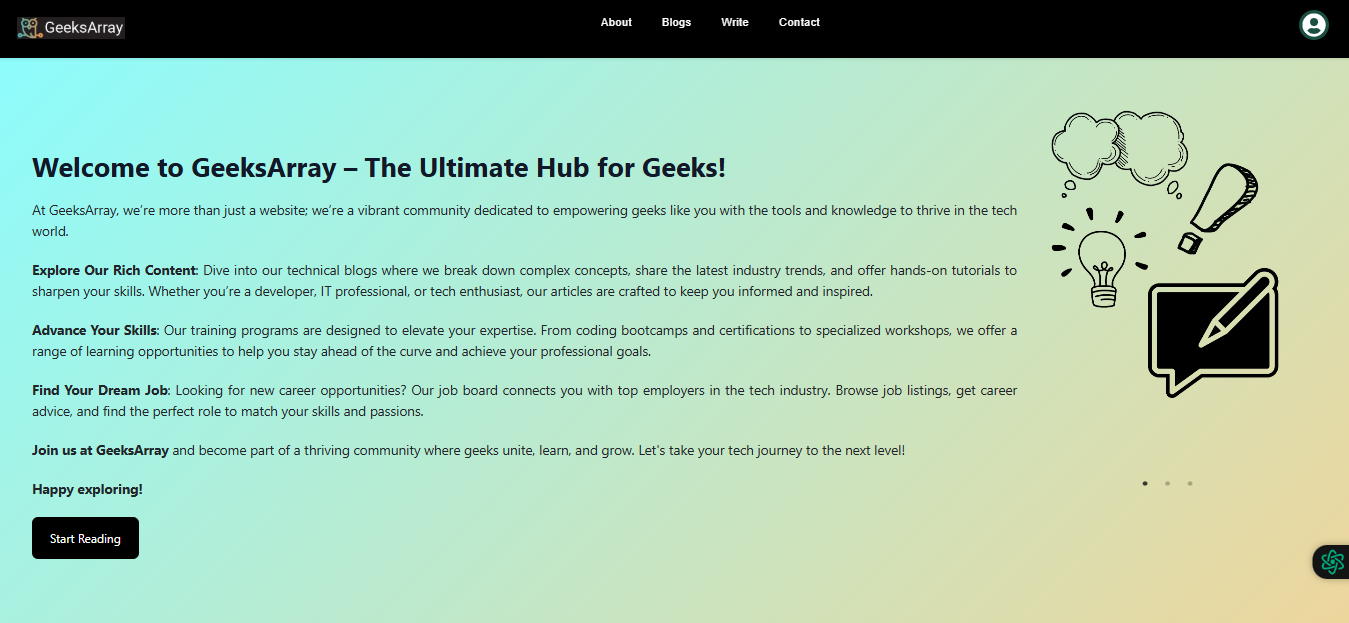 GeeksArray
About Blogs Write Contact
Welcome to GeeksArray – The Ultimate Hub for Geeks!
At GeeksArray, we’re more than just a website; we’re a vibrant community dedicated to empowering geeks like you with the tools and knowledge to thrive in the tech
world.
Explore Our Rich Content: Dive into our technical blogs where we break down complex concepts, share the latest industry trends, and offer hands-on tutorials to
sharpen your skills. Whether you’re a developer, IT professional, or tech enthusiast, our articles are crafted to keep you informed and inspired.
Advance Your Skills: Our training programs are designed to elevate your expertise. From coding bootcamps and certifications to specialized workshops, we offer a
range of learning opportunities to help you stay ahead of the curve and achieve your professional goals.
Find Your Dream Job: Looking for new career opportunities? Our job board connects you with top employers in the tech industry. Browse job listings, get career
advice, and find the perfect role to match your skills and passions.
Join us at GeeksArray and become part of a thriving community where geeks unite, learn, and grow. Let’s take your tech journey to the next level!
Happy exploring!
Start Reading